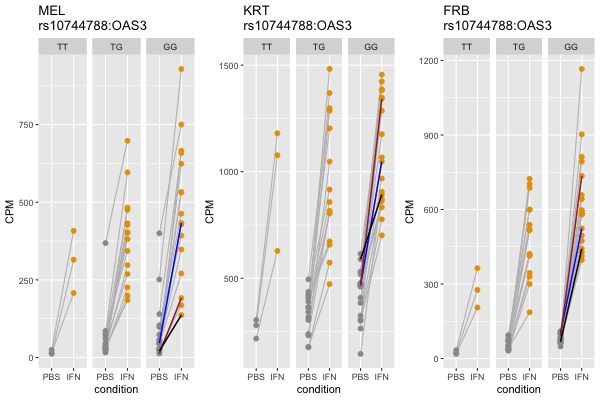 MEL
rs10744788:OAS3
TT TG GG
CPM
750
500
250
0
PBS IFN PBS IFN PBS IFN
condition
KRT
rs10744788:OAS3
TT TG GG
CPM
1500
1000
500
PBS IFN PBS IFN PBS IFN
condition
FRB
rs10744788:OAS3
TT TG GG
CPM
1200
900
600
300
0
PBS IFN PBS IFN PBS IFN
condition